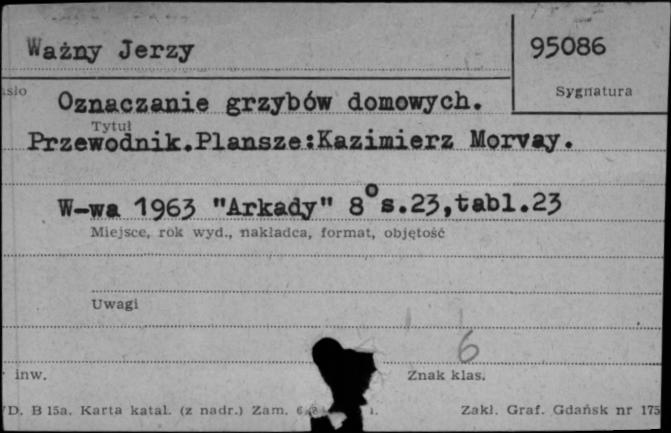 Ważny Jerzy
95086
Sygnatura
Oznaczanie grzybów domowych.
Tytuł
Przewodnik.Plansze:Kazimierz Morvay.
W-wa 1963 "Arkady" 8° s.23,tabl.23
Miejsce, rok wyd., nakładca, format, objętość
Uwagi
6
inw.
Znak klas.
B 15a. Karta katal. (z nadr.) Zam.
Zakł. Graf. Gdańsk nr 175